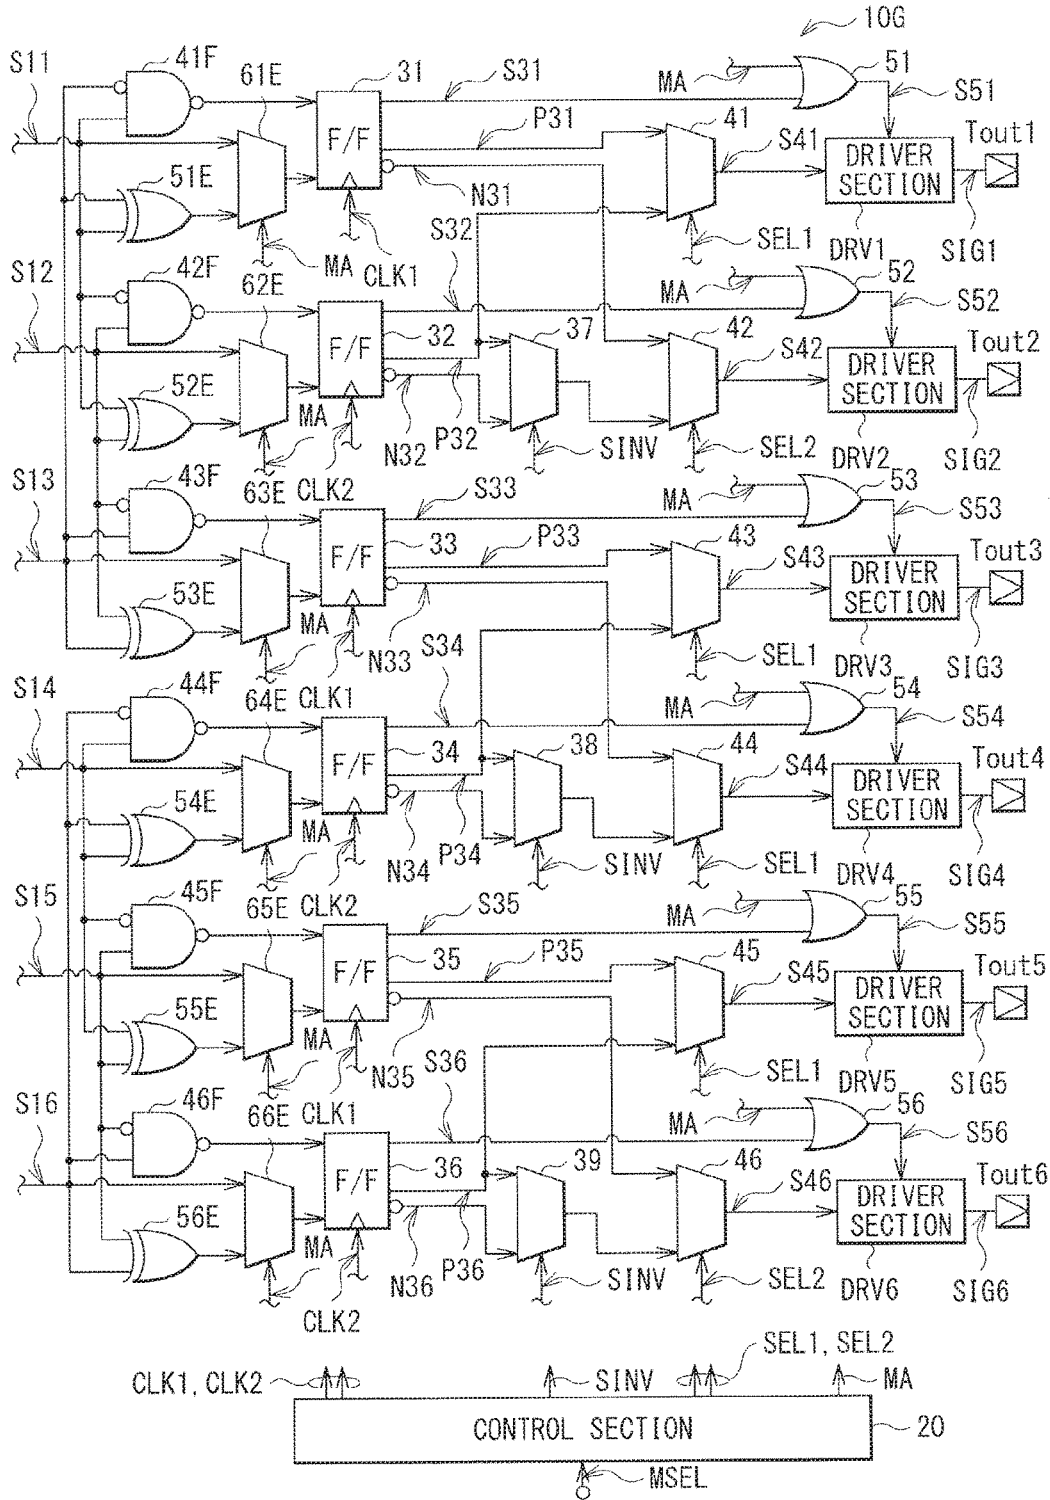 10G
S11
41F
61E
31
S31
MA
51
S51
P31
41
S41
Tout1
F/F
DRIVER
SECTION
51E
N31
S32
SEL1
MA
CLK1
DRV1
SIG1
S12
42F
62E
32
37
MA
52
S52
42
S42
Tout2
F/F
DRIVER
SECTION
52E
MA
N32
P32
SINV
SEL2
DRV2
SIG2
S13
43F
63E
CLK2
S33
MA
53
S53
33
P33
43
S43
Tout3
F/F
DRIVER
SECTION
53E
MA
N33
S34
SEL1
DRV3
SIG3
S14
44F
64E
CLK1
34
38
MA
54
S54
44
S44
Tout4
F/F
DRIVER
SECTION
54E
MA
N34
P34
SINV
SEL1
DRV4
SIG4
S15
45F
65E
CLK2
S35
MA
55
S55
35
P35
45
S45
Tout5
F/F
DRIVER
SECTION
55E
MA
N35
S36
SEL1
DRV5
SIG5
S16
46F
66E
CLK1
36
39
MA
56
S56
46
S46
Tout6
F/F
DRIVER
SECTION
56E
MA
N36
P36
SINV
SEL2
DRV6
SIG6
CLK2
CLK1, CLK2
SINV
SEL1, SEL2
MA
CONTROL SECTION
20
MSEL